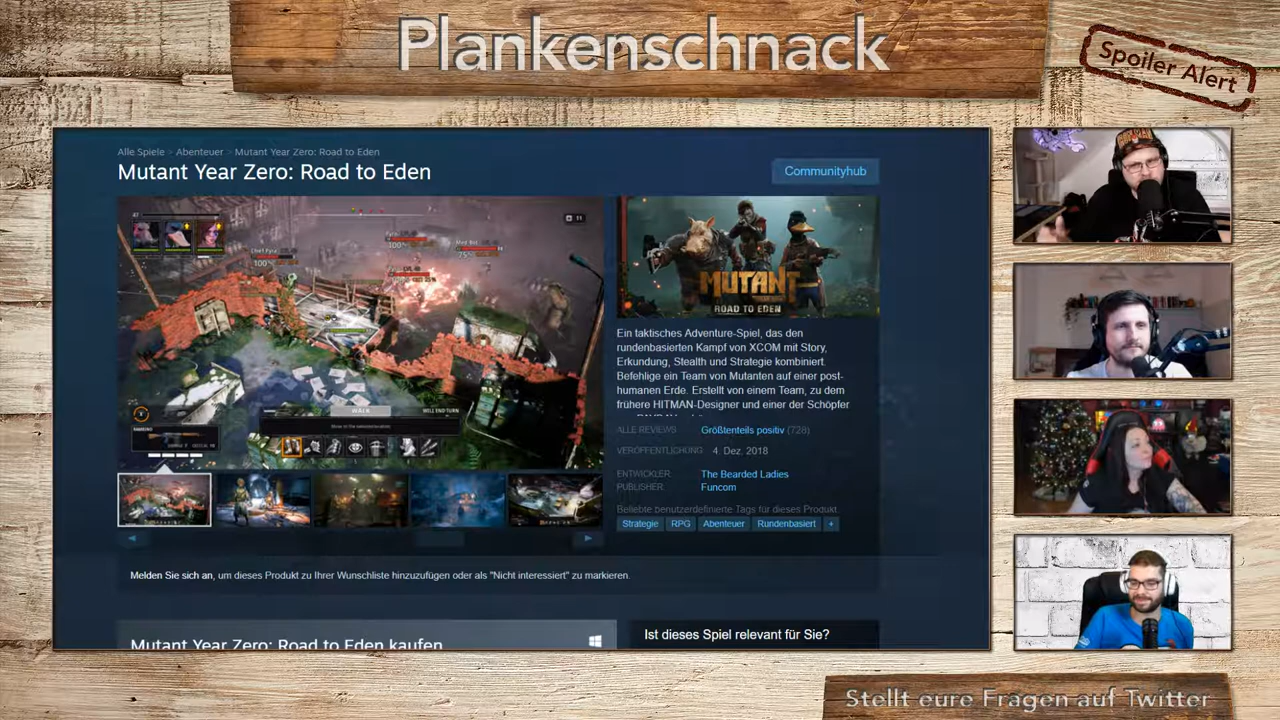 Plankenschnack
Spoiler Alert
Alle Spiele > Abenteuer > Mutant Year Zero: Road to Eden
Mutant Year Zero: Road to Eden
Communityhub
MUTANT
ROAD TO EDEN
Ein taktisches Adventure-Spiel, das den
rundenbasierten Kampf von XCOM mit Story,
Erkundung, Stealth und Strategie kombiniert.
Befehlige ein Team von Mutanten auf einer post-
humanen Erde. Erstellt von einem Team, zu dem
frühere HITMAN-Designer und einer der Schöpfer
ALLE REVIEWS Größtenteils positiv (728)
VERÖFFENTLICHUNG 4. Dez. 2018
ENTWICKLER The Bearded Ladies
PUBLISHER Funcom
Beliebte benutzerdefinierte Tags für dieses Produkt
Strategie RPG Abenteuer Rundenbasiert +
Melden Sie sich an, um dieses Produkt zu Ihrer Wunschliste hinzuzufügen oder als "Nicht interessiert" zu markieren.
Mutant Year Zero: Road to Eden kaufen
Ist dieses Spiel relevant für Sie?
Stellt eure Fragen auf Twitter